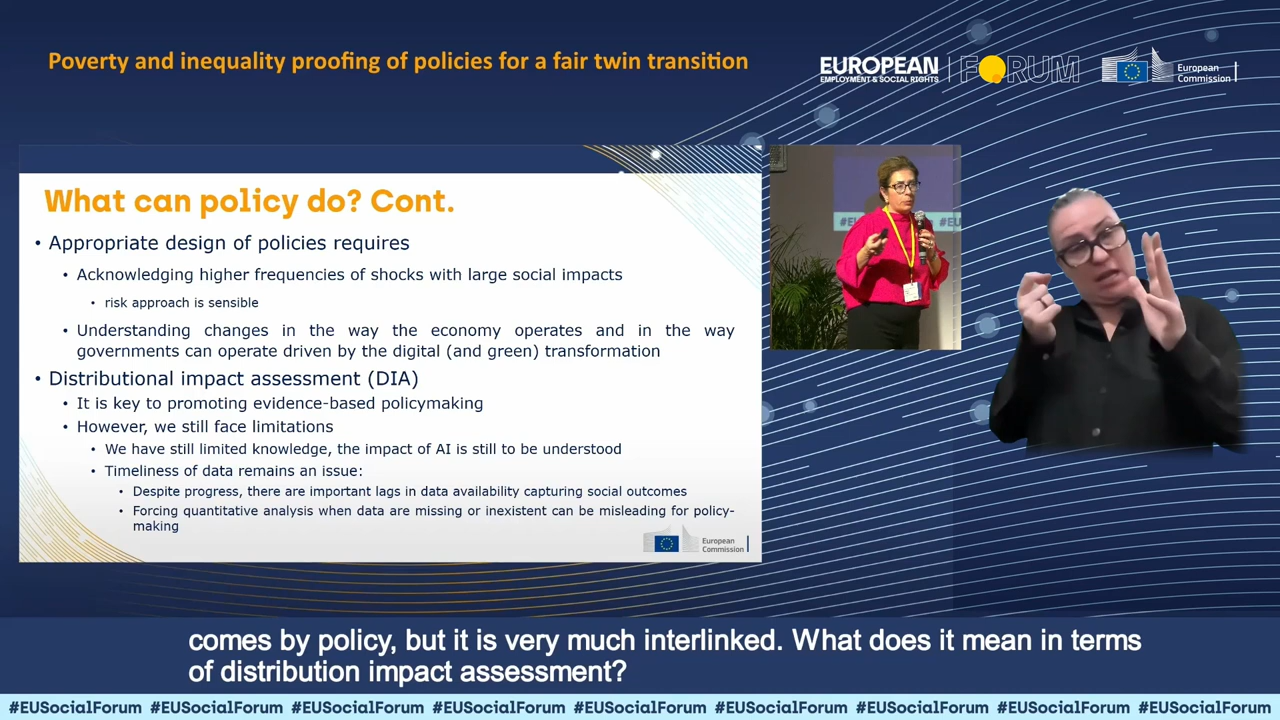 Poverty and inequality proofing of policies for a fair twin transition
EUROPEAN
EMPLOYMENT & SOCIAL RIGHTS
FORUM
European
Commission
What can policy do? Cont.
• Appropriate design of policies requires
• Acknowledging higher frequencies of shocks with large social impacts
• risk approach is sensible
• Understanding changes in the way the economy operates and in the way
governments can operate driven by the digital (and green) transformation
• Distributional impact assessment (DIA)
• It is key to promoting evidence-based policymaking
• However, we still face limitations
• We have still limited knowledge, the impact of AI is still to be understood
• Timeliness of data remains an issue:
• Despite progress, there are important lags in data availability capturing social outcomes
• Forcing quantitative analysis when data are missing or inexistent can be misleading for policy-
making
European
Commission
comes by policy, but it is very much interlinked. What does it mean in terms
of distribution impact assessment?
#EUSocialForum #EUSocialForum #EUSocialForum #EUSocialForum #EUSocialForum #EUSocialForum #EUSocialForum #EUSocialForum #EUSocialForum